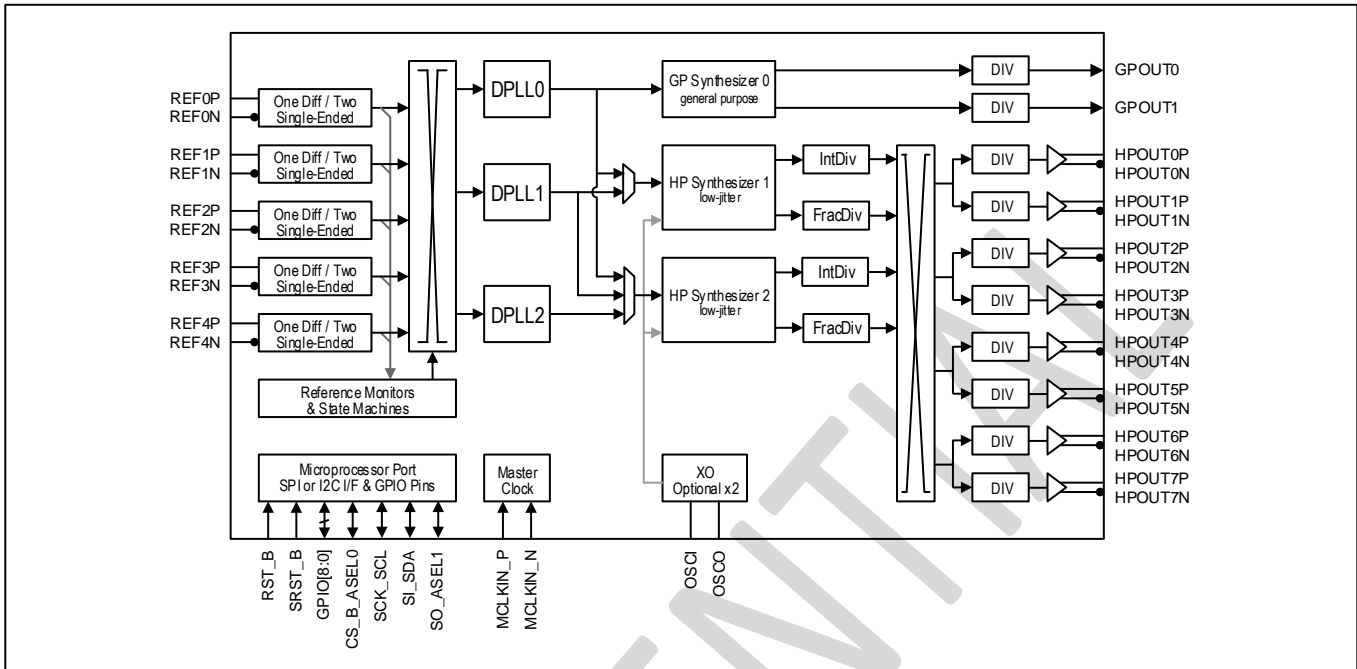 REF0P
REF0N
One Diff / Two
Single-Ended
REF1P
REF1N
One Diff / Two
Single-Ended
REF2P
REF2N
One Diff / Two
Single-Ended
REF3P
REF3N
One Diff / Two
Single-Ended
REF4P
REF4N
One Diff / Two
Single-Ended
Reference Monitors
& State Machines
DPLL0
DPLL1
DPLL2
GP Synthesizer 0
general purpose
HP Synthesizer 1
low-jitter
HP Synthesizer 2
low-jitter
IntDiv
FracDiv
IntDiv
FracDiv
DIV
GPOUT0
DIV
GPOUT1
DIV
HPOUT0P
HPOUT0N
DIV
HPOUT1P
HPOUT1N
DIV
HPOUT2P
HPOUT2N
DIV
HPOUT3P
HPOUT3N
DIV
HPOUT4P
HPOUT4N
DIV
HPOUT5P
HPOUT5N
DIV
HPOUT6P
HPOUT6N
DIV
HPOUT7P
HPOUT7N
Microprocessor Port
SPI or I2C I/F & GPIO Pins
Master
Clock
XO
Optional x2
RST_B
SRST_B
GPIO[8:0]
CS_B_ASEL0
SCK_SCL
SI_SDA
SO_ASEL1
MCLKIN_P
MCLKIN_N
OSCI
OSCO
ENTIAL